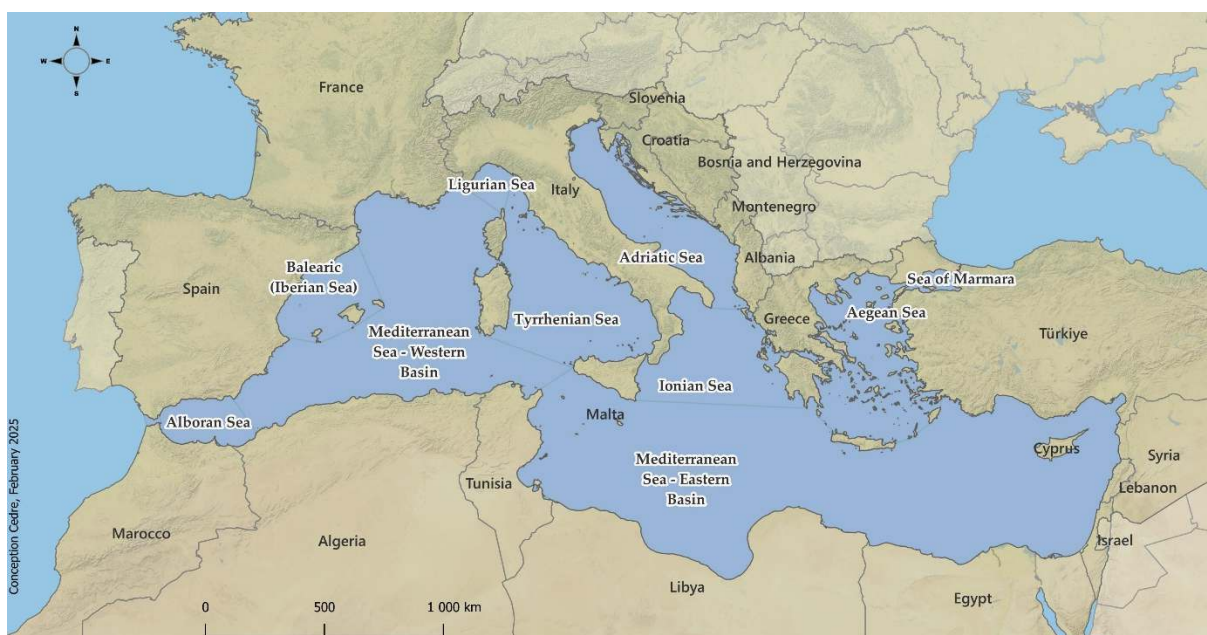 N
W E
S
France
Slovenia
Croatia
Bosnia and Herzegovina
Ligurian Sea
Italy
Montenegro
Adriatic Sea
Albania
Balearic
(Iberian Sea)
Spain
Sea of Marmara
Tyrrhenian Sea
Greece
Aegean Sea
Türkiye
Mediterranean
Sea - Western
Basin
Ionian Sea
Alboran Sea
Malta
Cyprus
Syria
Mediterranean
Sea - Eastern
Basin
Tunisia
Lebanon
Marocco
Algeria
Israel
Libya
Egypt
0 500 1 000 km
Conception Cedre, February 2025